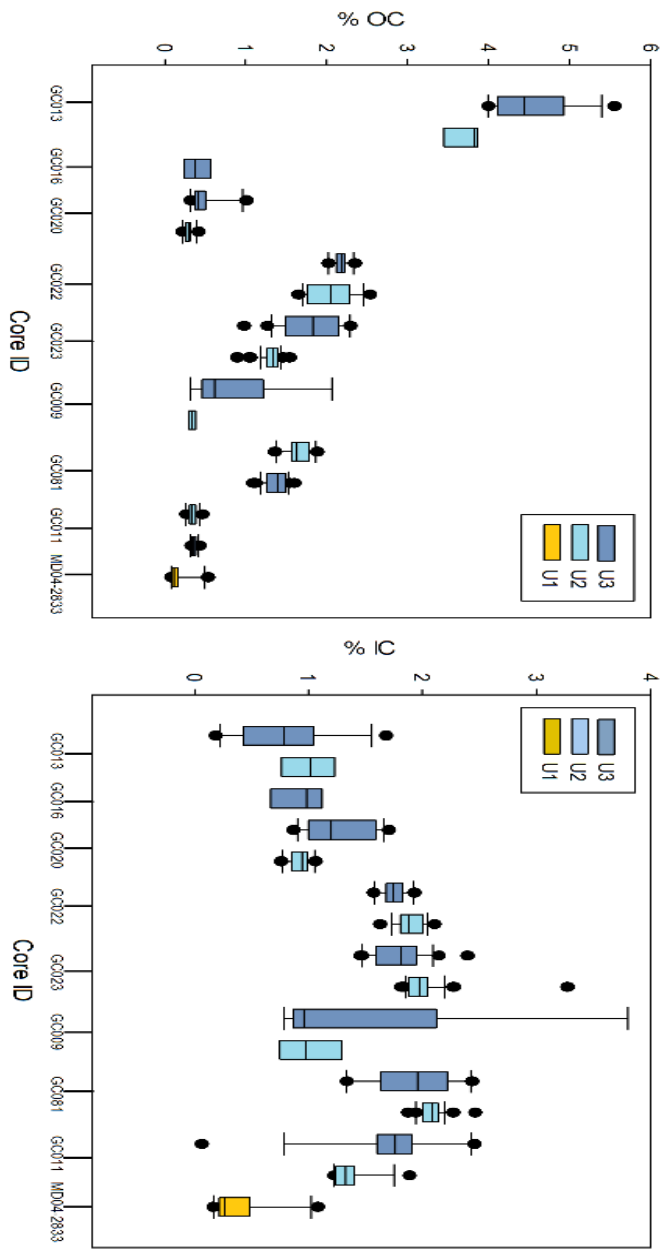 % OC
0 1 2 3 4 5 6
GC013
GC016
GC020
GC022
GC023
GC009
GC081
GC011
MD04-2833
Core ID
U3
U2
U1
% IC
0 1 2 3 4
GC013
GC016
GC020
GC022
GC023
GC009
GC081
GC011
MD04-2833
Core ID
U3
U2
U1